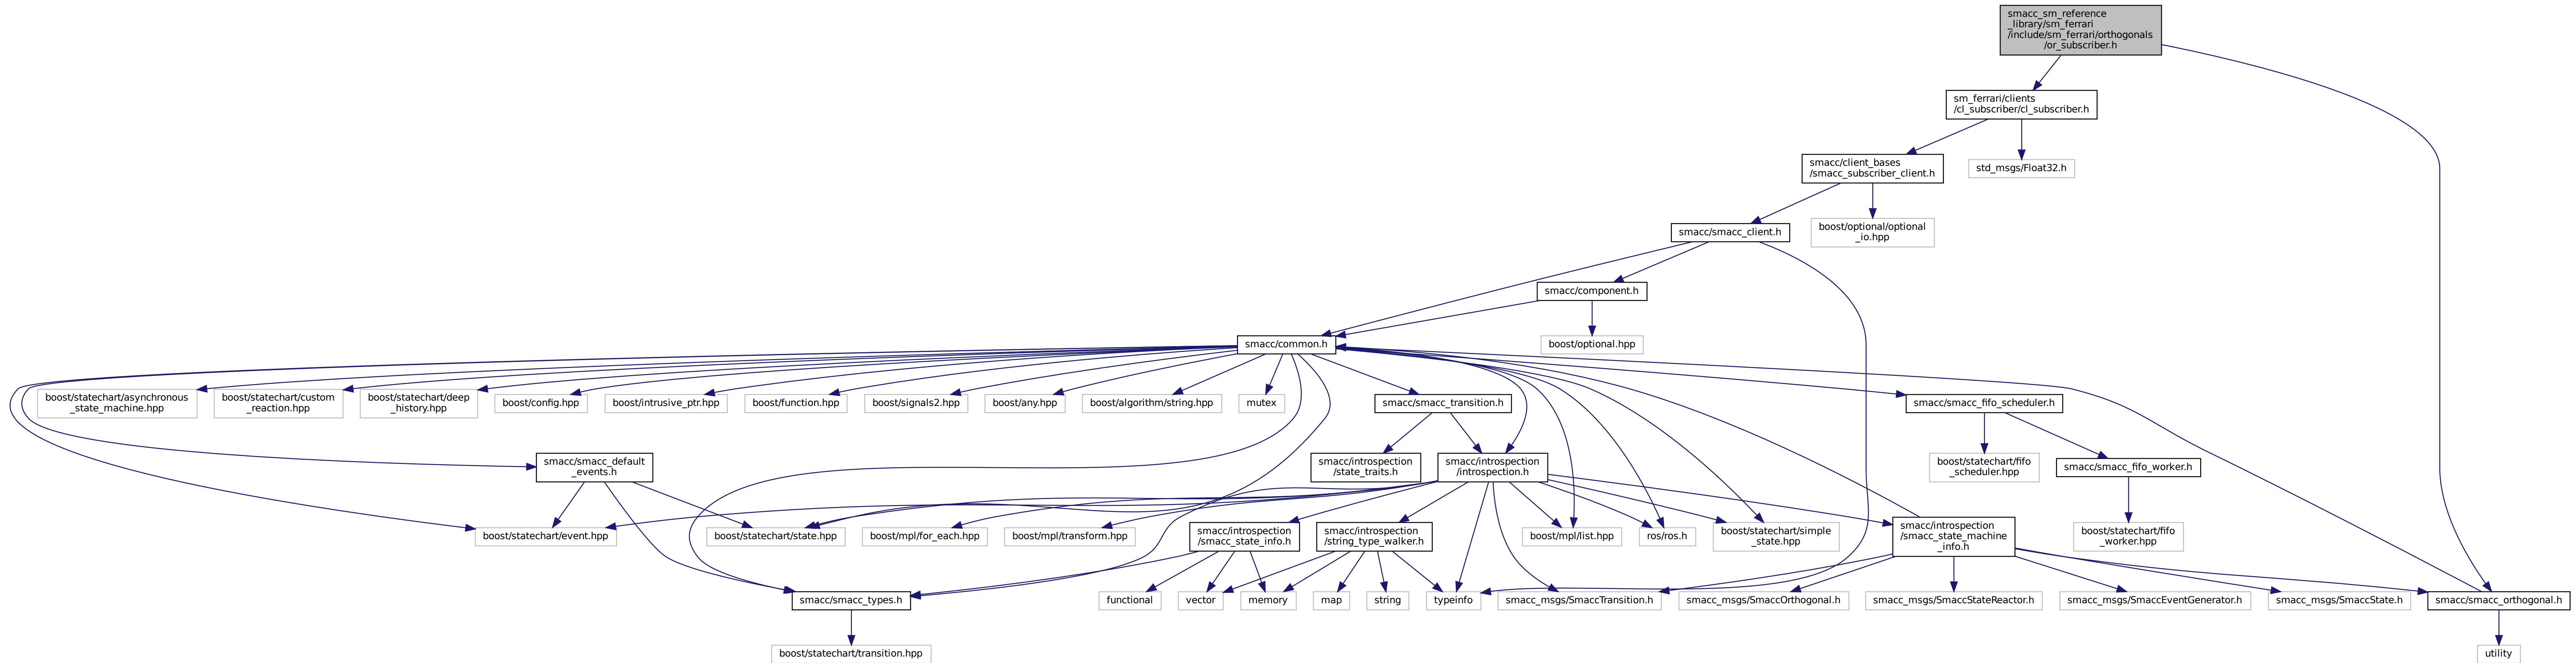 smacc_sm_reference
_library/sm_ferrari
/include/sm_ferrari/orthogonals
/or_subscriber.h
sm_ferrari/clients
/cl_subscriber/cl_subscriber.h
smacc/client_bases
/smacc_subscriber_client.h
std_msgs/Float32.h
smacc/smacc_client.h
boost/optional/optional
_io.hpp
smacc/component.h
smacc/common.h
boost/optional.hpp
boost/statechart/asynchronous
_state_machine.hpp
boost/statechart/custom
_reaction.hpp
boost/statechart/deep
_history.hpp
boost/config.hpp
boost/intrusive_ptr.hpp
boost/function.hpp
boost/signals2.hpp
boost/any.hpp
boost/algorithm/string.hpp
mutex
smacc/smacc_transition.h
smacc/smacc_fifo_scheduler.h
smacc/smacc_default
_events.h
smacc/introspection
/state_traits.h
smacc/introspection
/introspection.h
boost/statechart/fifo
_scheduler.hpp
smacc/smacc_fifo_worker.h
boost/statechart/event.hpp
boost/statechart/state.hpp
boost/mpl/for_each.hpp
boost/mpl/transform.hpp
smacc/introspection
/smacc_state_info.h
smacc/introspection
/string_type_walker.h
boost/mpl/list.hpp
ros/ros.h
boost/statechart/simple
_state.hpp
smacc/introspection
/smacc_state_machine
_info.h
boost/statechart/fifo
_worker.hpp
smacc/smacc_types.h
functional
vector
memory
map
string
typeinfo
smacc_msgs/SmaccTransition.h
smacc_msgs/SmaccOrthogonal.h
smacc_msgs/SmaccStateReactor.h
smacc_msgs/SmaccEventGenerator.h
smacc_msgs/SmaccState.h
smacc/smacc_orthogonal.h
boost/statechart/transition.hpp
utility